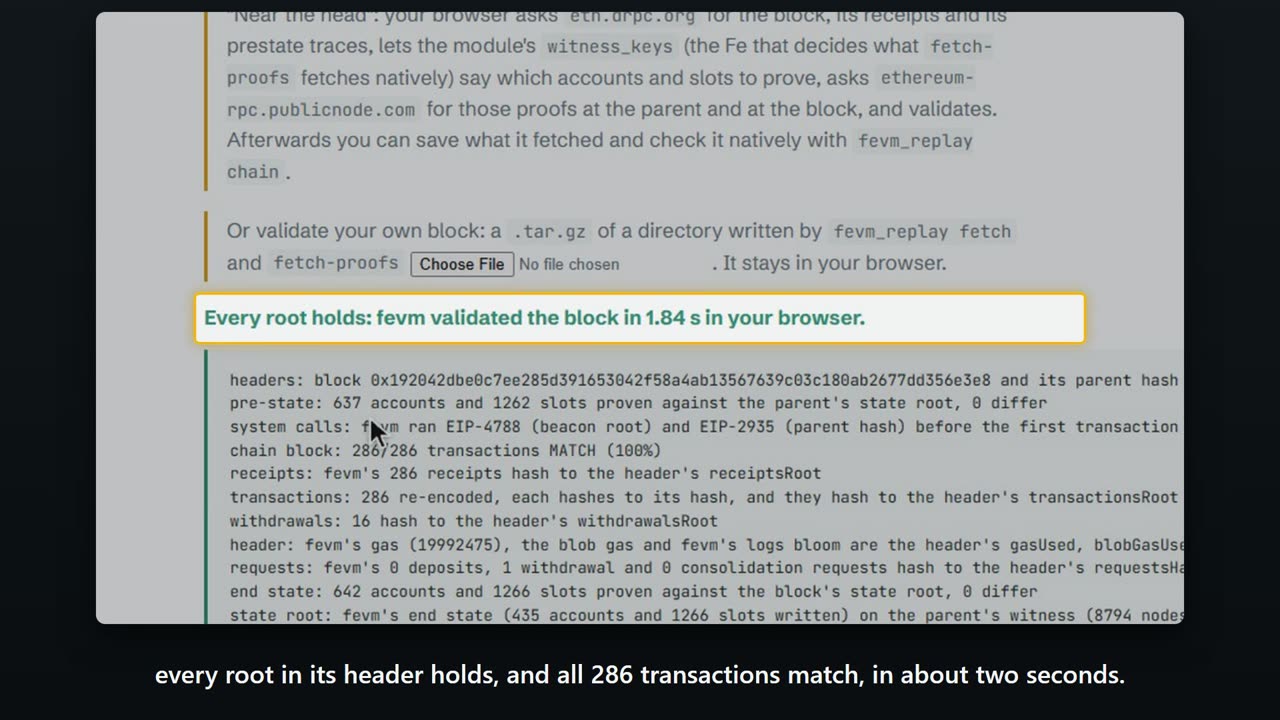 "Near the head": your browser asks eth.drpc.org for the block, its receipts and its
prestate traces, lets the module's witness_keys (the Fe that decides what fetch-
proofs fetches natively) say which accounts and slots to prove, asks ethereum-
rpc.publicnode.com for those proofs at the parent and at the block, and validates.
Afterwards you can save what it fetched and check it natively with fevm_replay
chain .
Or validate your own block: a .tar.gz of a directory written by fevm_replay fetch
and fetch-proofs Choose File No file chosen . It stays in your browser.
Every root holds: fevm validated the block in 1.84 s in your browser.
headers: block 0x192042dbe0c7ee285d391653042f58a4ab13567639c03c180ab2677dd356e3e8 and its parent hash
pre-state: 637 accounts and 1262 slots proven against the parent's state root, 0 differ
system calls: fevm ran EIP-4788 (beacon root) and EIP-2935 (parent hash) before the first transaction
chain block: 286/286 transactions MATCH (100%)
receipts: fevm's 286 receipts hash to the header's receiptsRoot
transactions: 286 re-encoded, each hashes to its hash, and they hash to the header's transactionsRoot
withdrawals: 16 hash to the header's withdrawalsRoot
header: fevm's gas (19992475), the blob gas and fevm's logs bloom are the header's gasUsed, blobGasUse
requests: fevm's 0 deposits, 1 withdrawal and 0 consolidation requests hash to the header's requestsHa
end state: 642 accounts and 1266 slots proven against the block's state root, 0 differ
state root: fevm's end state (435 accounts and 1266 slots written) on the parent's witness (8794 nodes
every root in its header holds, and all 286 transactions match, in about two seconds.